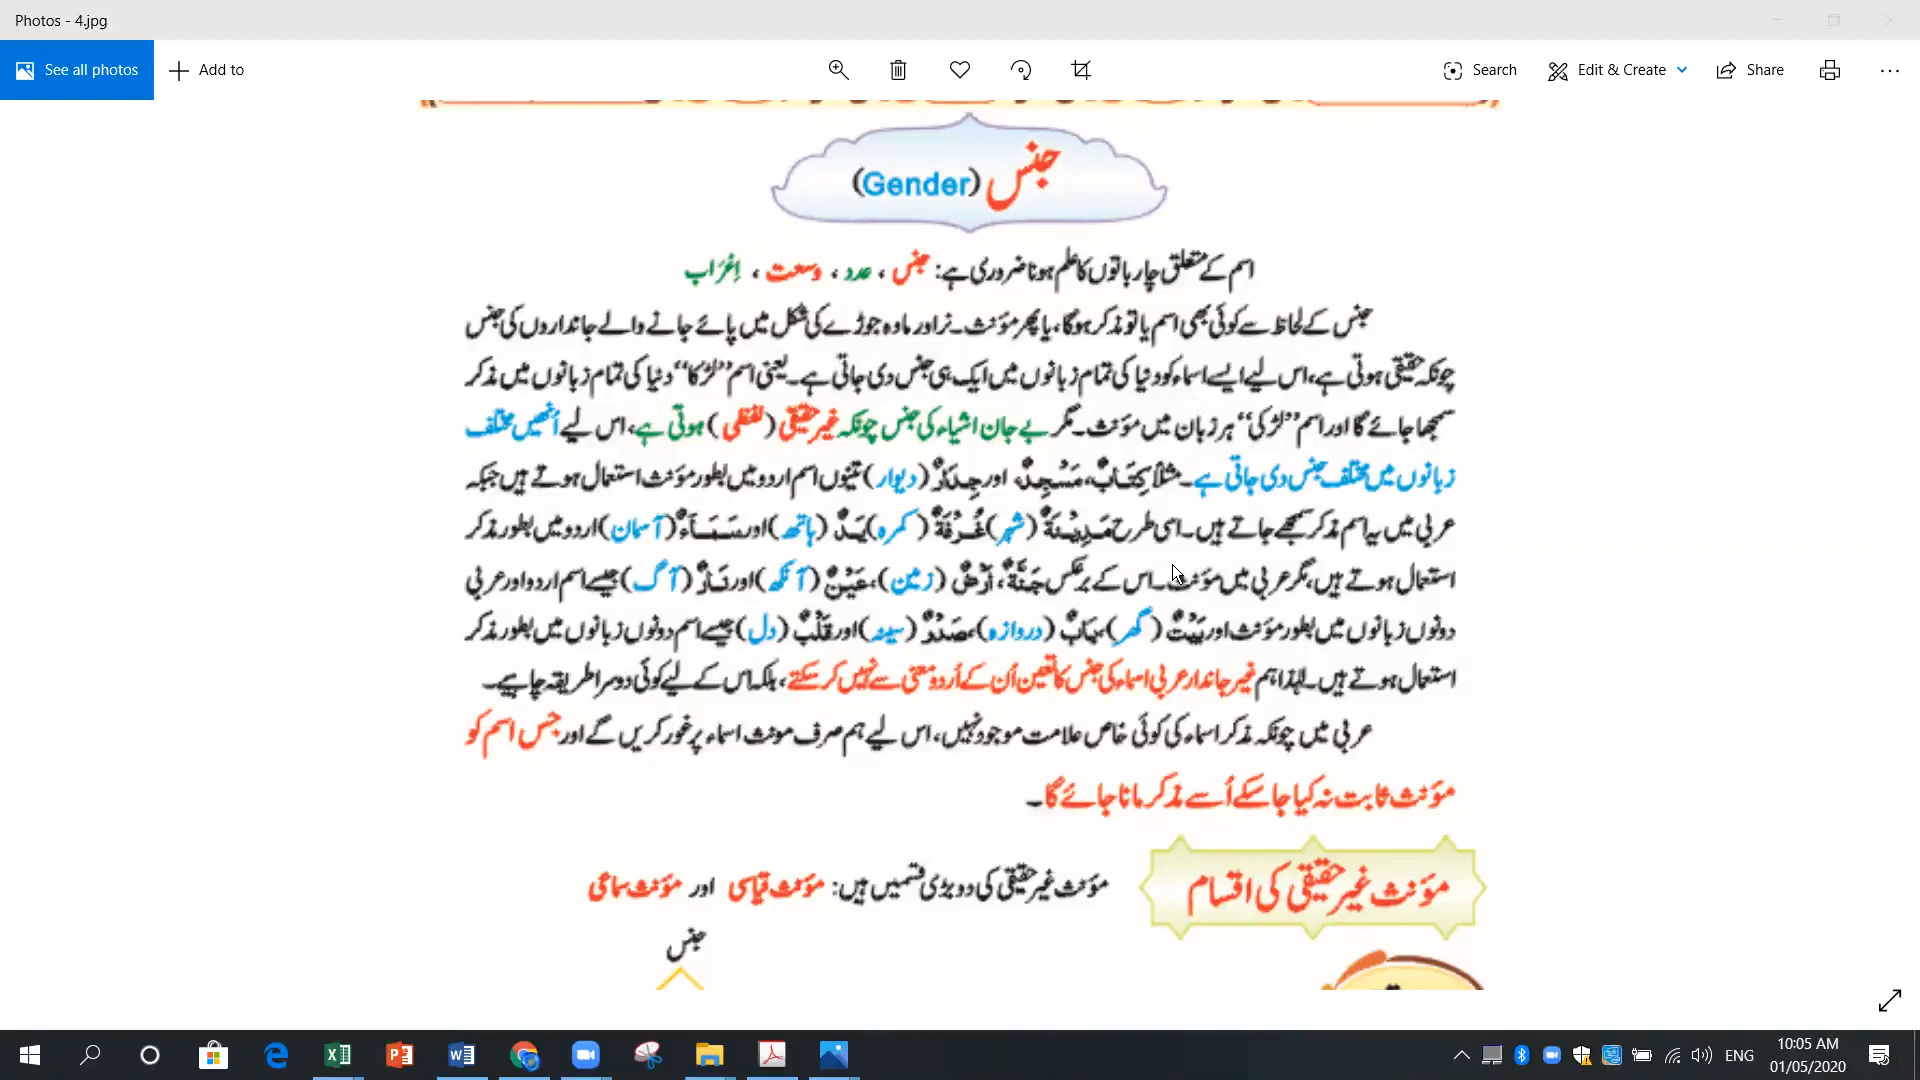 Photos - 4.jpg
See all photos
Add to
Search
Edit & Create
Share
جنس (Gender)
اسم کے متعلق چار باتوں کا علم ہونا ضروری ہے: جنس ، عدد ، وسعت ، اِعْرَاب
جنس کے لحاظ سے کوئی بھی اسم یا تو مذکر ہوگا، یا پھر مؤنث۔ نر اور مادہ جوڑے کی شکل میں پائے جانے والے جانداروں کی جنس
چونکہ حقیقی ہوتی ہے، اس لیے ایسے اسماء کو دنیا کی تمام زبانوں میں ایک ہی جنس دی جاتی ہے۔ یعنی اسم ’’لڑکا‘‘ دنیا کی تمام زبانوں میں مذکر
سمجھا جائے گا اور اسم ’’لڑکی‘‘ ہر زبان میں مؤنث۔ مگر بے جان اشیاء کی جنس چونکہ غیر حقیقی (لفظی) ہوتی ہے، اس لیے اُنھیں مختلف
زبانوں میں مختلف جنس دی جاتی ہے۔ مثلاً کِتَابٌ، مَسْجِدٌ، اور جِدَارٌ (دیوار) تینوں اسم اردو میں بطور مؤنث استعمال ہوتے ہیں جبکہ
عربی میں یہ اسم مذکر سمجھے جاتے ہیں۔ اسی طرح مَدِیْنَةٌ (شہر) غُرْفَةٌ (کمرہ) یَدٌ (ہاتھ) اور سَمَآءٌ (آسمان) اردو میں بطور مذکر
استعمال ہوتے ہیں، مگر عربی میں مؤنث۔ اس کے برعکس جَنَّةٌ، اَرْضٌ (زمین)، عَیْنٌ (آنکھ) اور نَارٌ (آگ) جیسے اسم اردو اور عربی
دونوں زبانوں میں بطور مؤنث اور بَیْتٌ (گھر)، بَابٌ (دروازہ)، صَدْرٌ (سینہ) اور قَلْبٌ (دل) جیسے اسم دونوں زبانوں میں بطور مذکر
استعمال ہوتے ہیں۔ لہٰذا ہم غیر جاندار عربی اسماء کی جنس کا تعین اُن کے اُردو معنی سے نہیں کر سکتے، بلکہ اس کے لیے کوئی دوسرا طریقہ چاہیے۔
عربی میں چونکہ مذکر اسماء کی کوئی خاص علامت موجود نہیں، اس لیے ہم صرف مونث اسماء پر غور کریں گے اور جس اسم کو
مؤنث ثابت نہ کیا جا سکے اُسے مذکر مانا جائے گا۔
مؤنث غیر حقیقی کی اقسام
مؤنث غیر حقیقی کی دو بڑی قسمیں ہیں: مؤنث قیاسی اور مؤنث سماعی
جنس
ENG
10:05 AM
01/05/2020